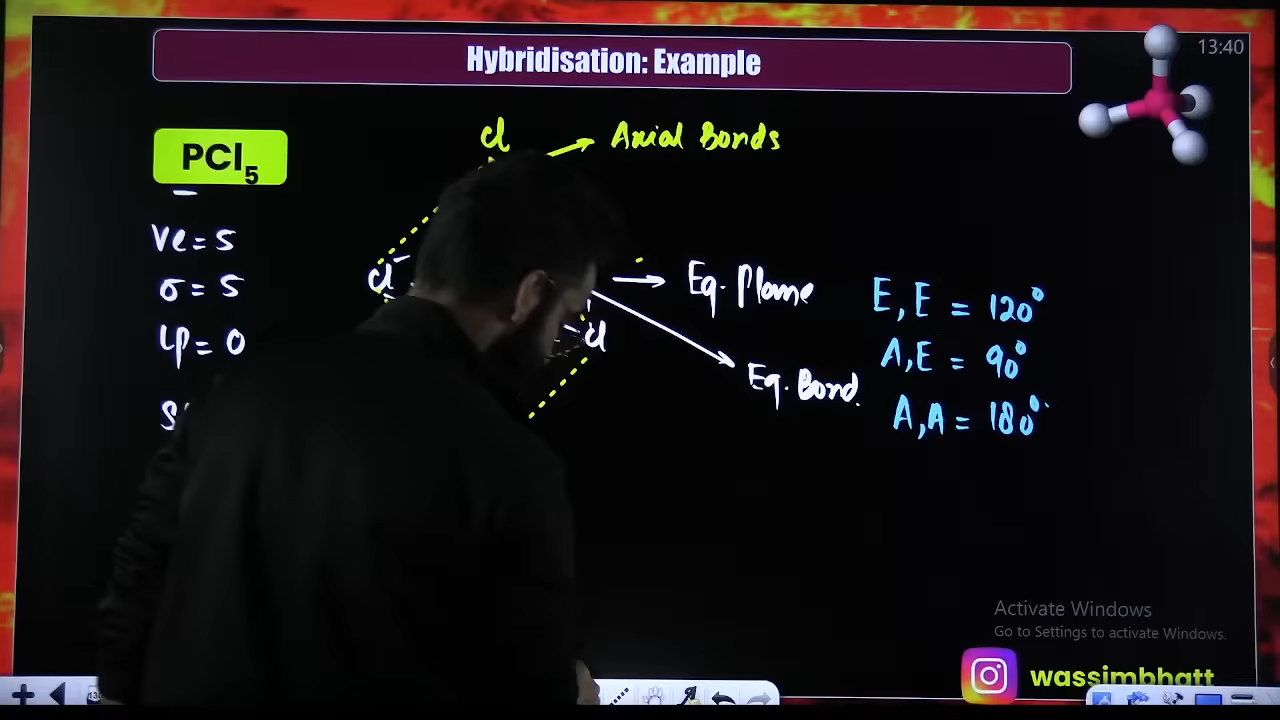 Hybridisation: Example
13:40
PCl5
Cl
Axial Bonds
Ve = 5
σ = 5
lp = 0
Cl
Eq. Plane
Cl
Eq. Bond.
E, E = 120°
A, E = 90°
A, A = 180°
Activate Windows
Go to Settings to activate Windows.
wassimbhatt